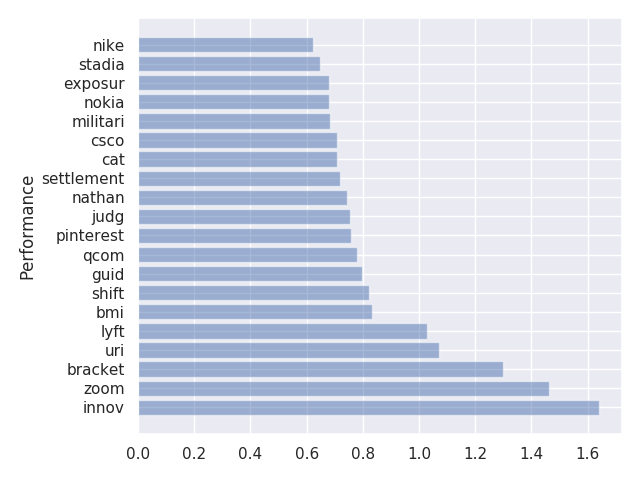 Performance
nike
stadia
exposur
nokia
militari
csco
cat
settlement
nathan
judg
pinterest
qcom
guid
shift
bmi
lyft
uri
bracket
zoom
innov
0.0 0.2 0.4 0.6 0.8 1.0 1.2 1.4 1.6